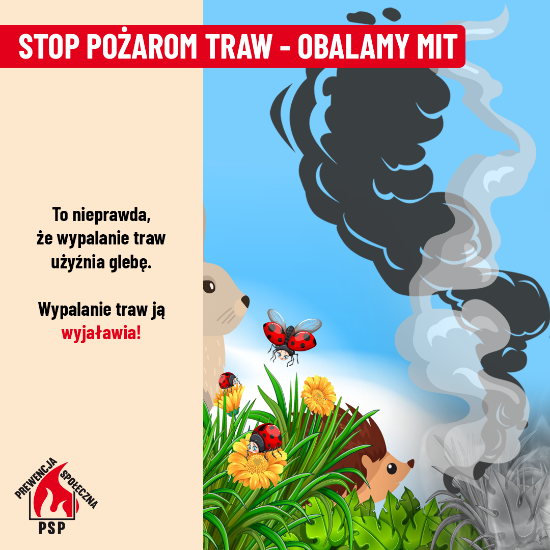 STOP POŻAROM TRAW - OBALAMY MIT
To nieprawda,
że wypalanie traw
użyźnia glebę.
Wypalanie traw ją
wyjaławia!
PREWENCJA
SPOŁECZNA
PSP